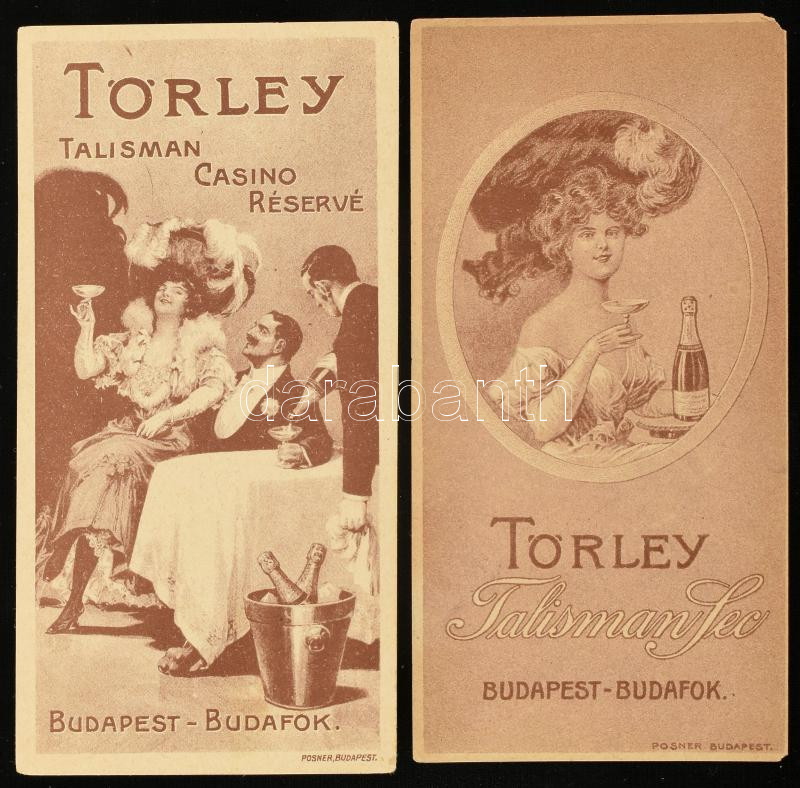 TÖRLEY
TALISMAN
CASINO
RÉSERVÉ
BUDAPEST - BUDAFOK.
POSNER, BUDAPEST.
TÖRLEY
Talisman Sec
BUDAPEST - BUDAFOK.
POSNER BUDAPEST.
darabanth